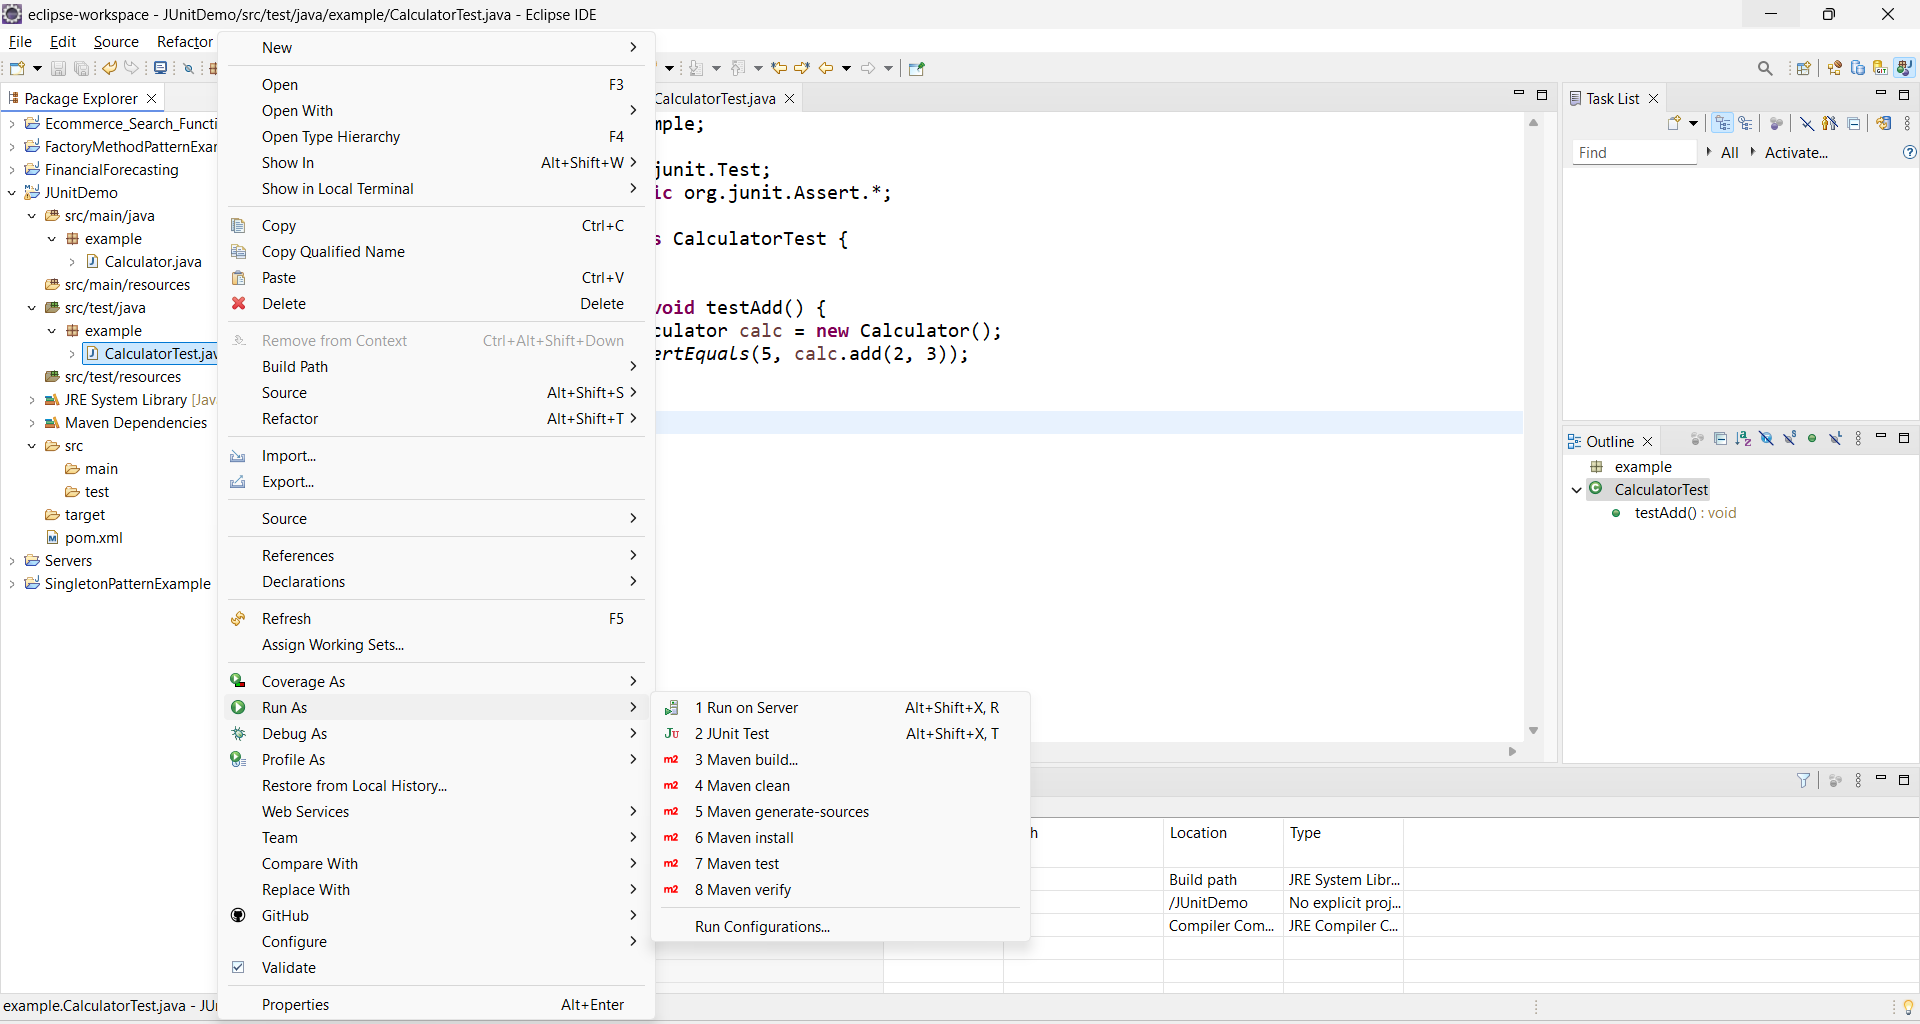 eclipse-workspace - JUnitDemo/src/test/java/example/CalculatorTest.java - Eclipse IDE
File Edit Source Refactor
Package Explorer
Ecommerce_Search_Functi
FactoryMethodPatternExa
FinancialForecasting
JUnitDemo
src/main/java
example
Calculator.java
src/main/resources
src/test/java
example
CalculatorTest.jav
src/test/resources
JRE System Library [Jav
Maven Dependencies
src
main
test
target
pom.xml
Servers
SingletonPatternExample
example.CalculatorTest.java - JU
New
Open F3
Open With
Open Type Hierarchy F4
Show In Alt+Shift+W
Show in Local Terminal
Copy Ctrl+C
Copy Qualified Name
Paste Ctrl+V
Delete Delete
Remove from Context Ctrl+Alt+Shift+Down
Build Path
Source Alt+Shift+S
Refactor Alt+Shift+T
Import...
Export...
Source
References
Declarations
Refresh F5
Assign Working Sets...
Coverage As
Run As
Debug As
Profile As
Restore from Local History...
Web Services
Team
Compare With
Replace With
GitHub
Configure
Validate
Properties Alt+Enter
Ju
m2
m2
m2
m2
m2
m2
1 Run on Server Alt+Shift+X, R
2 JUnit Test Alt+Shift+X, T
3 Maven build...
4 Maven clean
5 Maven generate-sources
6 Maven install
7 Maven test
8 Maven verify
Run Configurations...
CalculatorTest.java
mple;
junit.Test;
ic org.junit.Assert.*;
s CalculatorTest {
void testAdd() {
culator calc = new Calculator();
ertEquals(5, calc.add(2, 3));
Task List
Find All Activate...
Outline
example
CalculatorTest
testAdd() : void
h Location Type
Build path JRE System Libr...
/JUnitDemo No explicit proj...
Compiler Com... JRE Compiler C...